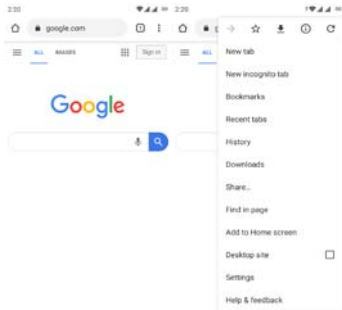 2:20
google.com
ALL IMAGES
Sign in
Google
2:20
ALL
New tab
New incognito tab
Bookmarks
Recent tabs
History
Downloads
Share...
Find in page
Add to Home screen
Desktop site
Settings
Help & feedback